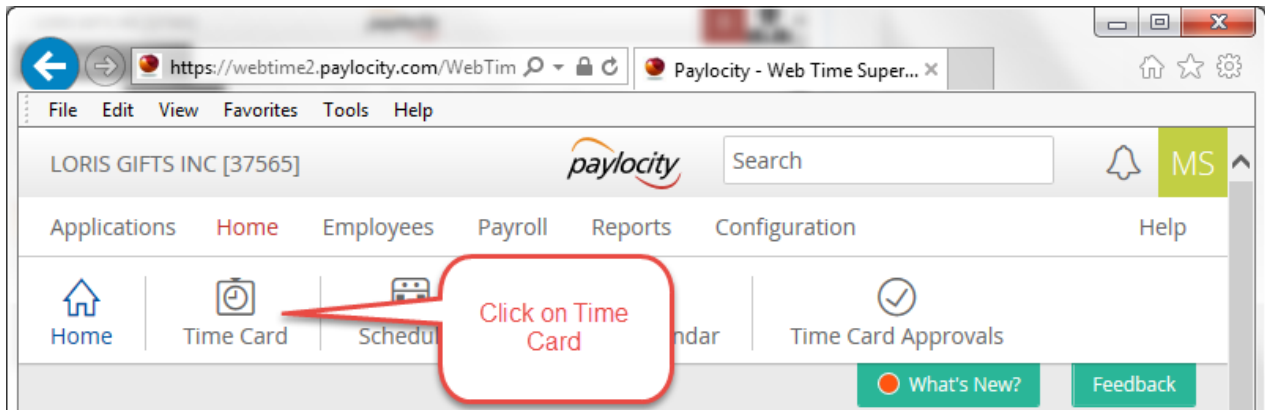 https://webtime2.paylocity.com/WebTim
Paylocity - Web Time Super...
File Edit View Favorites Tools Help
LORIS GIFTS INC [37565]
paylocity
Search
MS
Applications Home Employees Payroll Reports Configuration Help
Click on Time
Card
Home Time Card Schedul ndar Time Card Approvals
What's New? Feedback